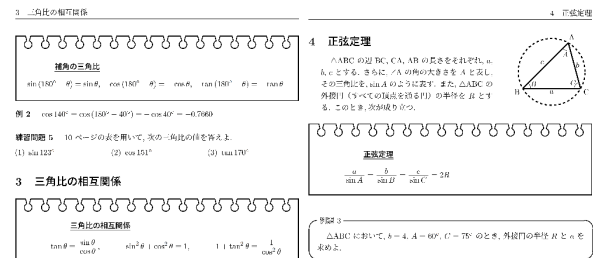 3 三角比の相互関係
補角の三角比
sin (180° θ) = sin θ, cos (180° θ) = cos θ, tan (180° θ) = tan θ
例 2 cos 140° = cos (180° − 40°) = − cos 40° = −0.7660
練習問題 5 10 ページの表を用いて, 次の三角比の値を答えよ.
(1) sin 123° (2) cos 151° (3) tan 170°
3 三角比の相互関係
三角比の相互関係
tan θ = sin θ / cos θ, sin² θ + cos² θ = 1, 1 + tan² θ = 1 / cos² θ
4 正弦定理
4 正弦定理
△ABC の辺 BC, CA, AB の長さをそれぞれ, a,
b, c とする. さらに, ∠A の角の大きさを A と表し,
その三角比を, sin A のように表す. また, △ABC の
外接円 (すべての頂点を通る円) の半径を R とす
る. このとき, 次が成り立つ.
A
A
c
b
B
C
C
a
正弦定理
a / sin A = b / sin B = c / sin C = 2R
例題 3
△ABC において, b = 4, A = 60°, C = 75° のとき, 外接円の半径 R と a を
求めよ.